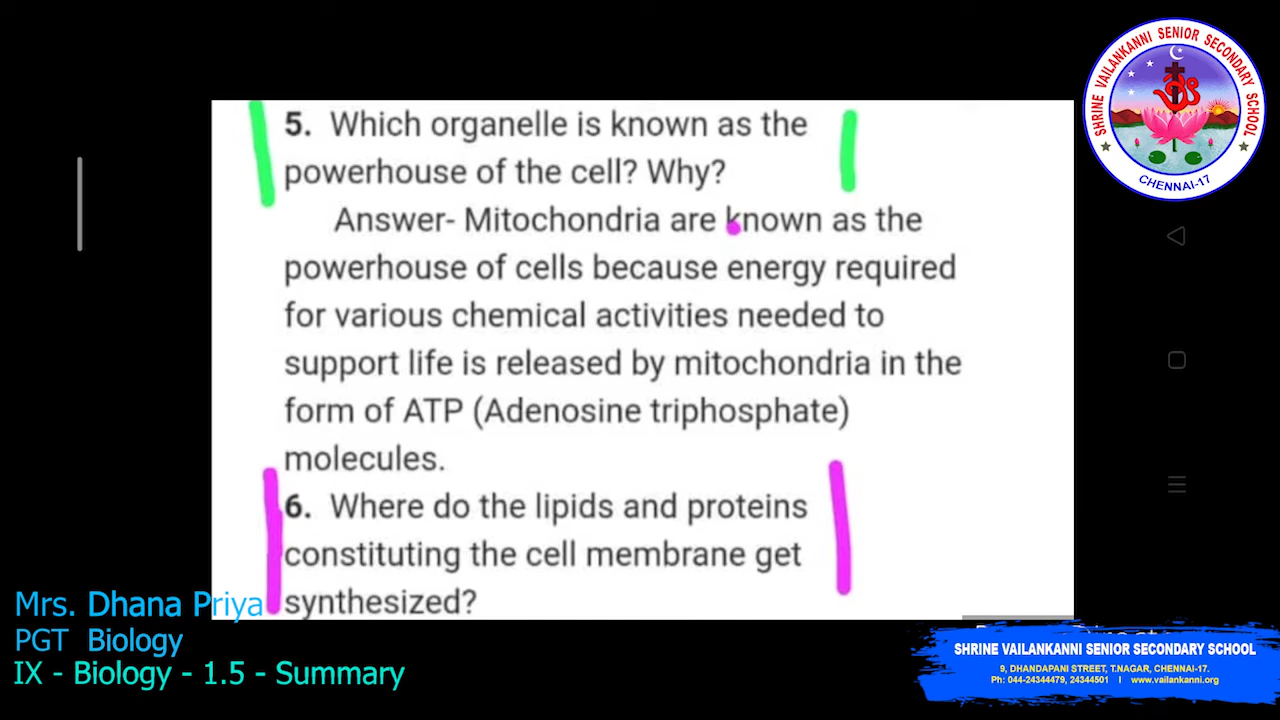 SHRINE VAILANKANNI SENIOR SECONDARY SCHOOL
CHENNAI-17
5. Which organelle is known as the
powerhouse of the cell? Why?
Answer- Mitochondria are known as the
powerhouse of cells because energy required
for various chemical activities needed to
support life is released by mitochondria in the
form of ATP (Adenosine triphosphate)
molecules.
6. Where do the lipids and proteins
constituting the cell membrane get
synthesized?
Mrs. Dhana Priya
PGT Biology
IX - Biology - 1.5 - Summary
SHRINE VAILANKANNI SENIOR SECONDARY SCHOOL
9, DHANDAPANI STREET, T.NAGAR, CHENNAI-17.
Ph: 044-24344479, 24344501 I www.vailankanni.org